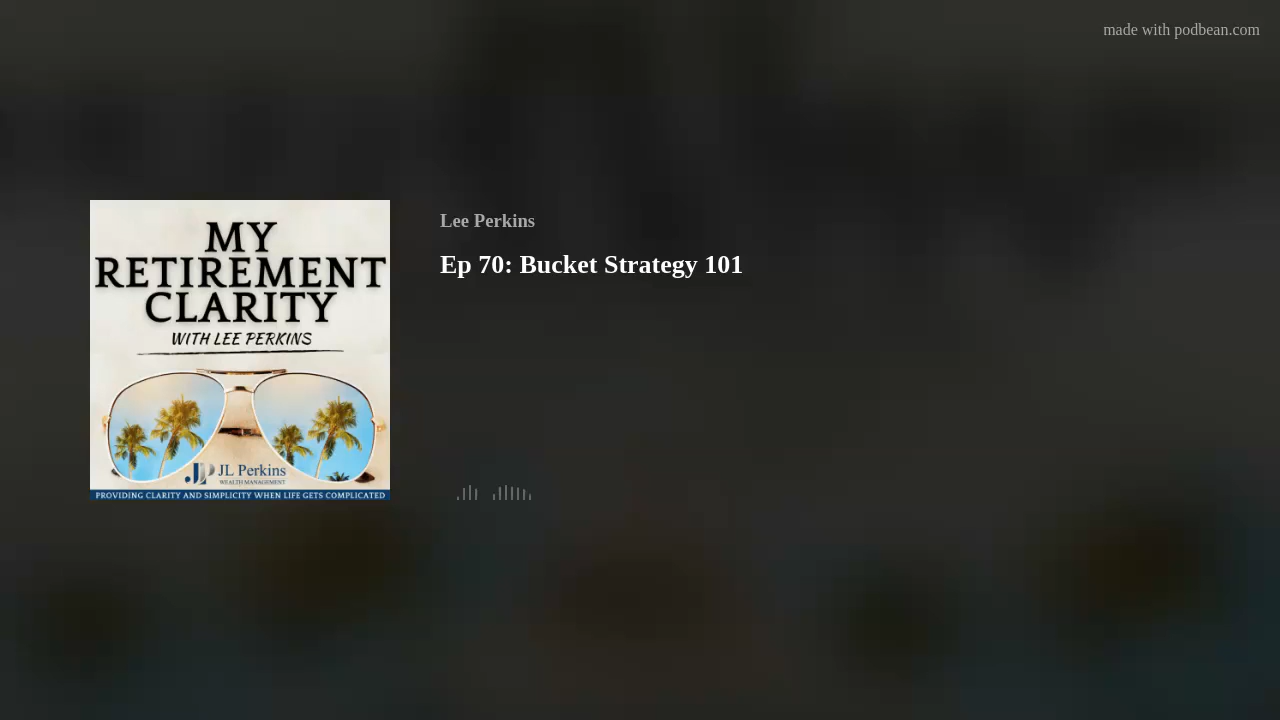 made with podbean.com
MY
RETIREMENT
CLARITY
WITH LEE PERKINS
JLP JL Perkins
WEALTH MANAGEMENT
PROVIDING CLARITY AND SIMPLICITY WHEN LIFE GETS COMPLICATED
Lee Perkins
Ep 70: Bucket Strategy 101